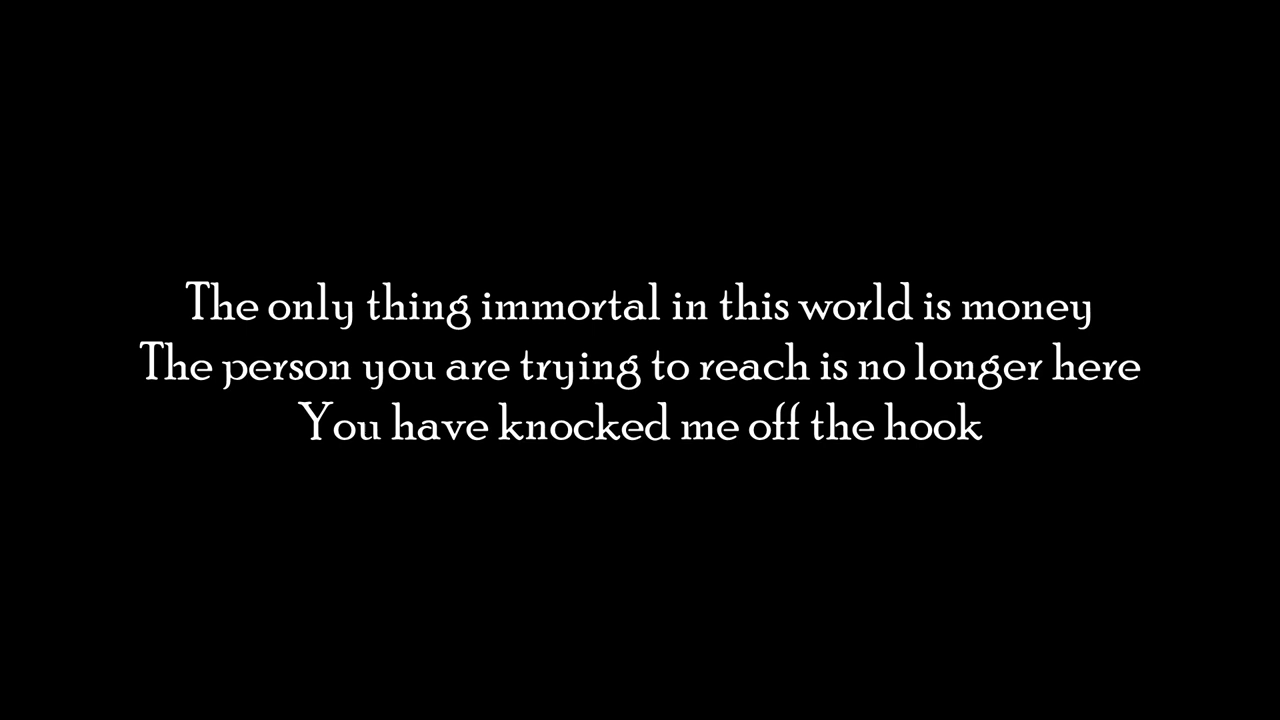 The only thing immortal in this world is money
The person you are trying to reach is no longer here
You have knocked me off the hook